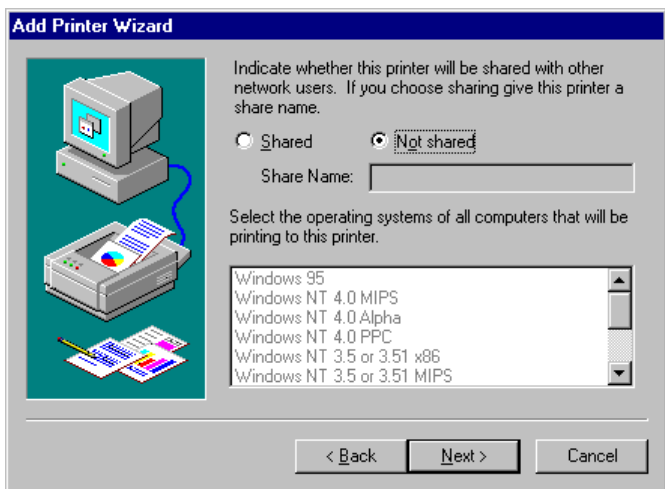 Add Printer Wizard
Indicate whether this printer will be shared with other
network users. If you choose sharing give this printer a
share name.
Shared
Not shared
Share Name:
Select the operating systems of all computers that will be
printing to this printer.
Windows 95
Windows NT 4.0 MIPS
Windows NT 4.0 Alpha
Windows NT 4.0 PPC
Windows NT 3.5 or 3.51 x86
Windows NT 3.5 or 3.51 MIPS
< Back
Next >
Cancel